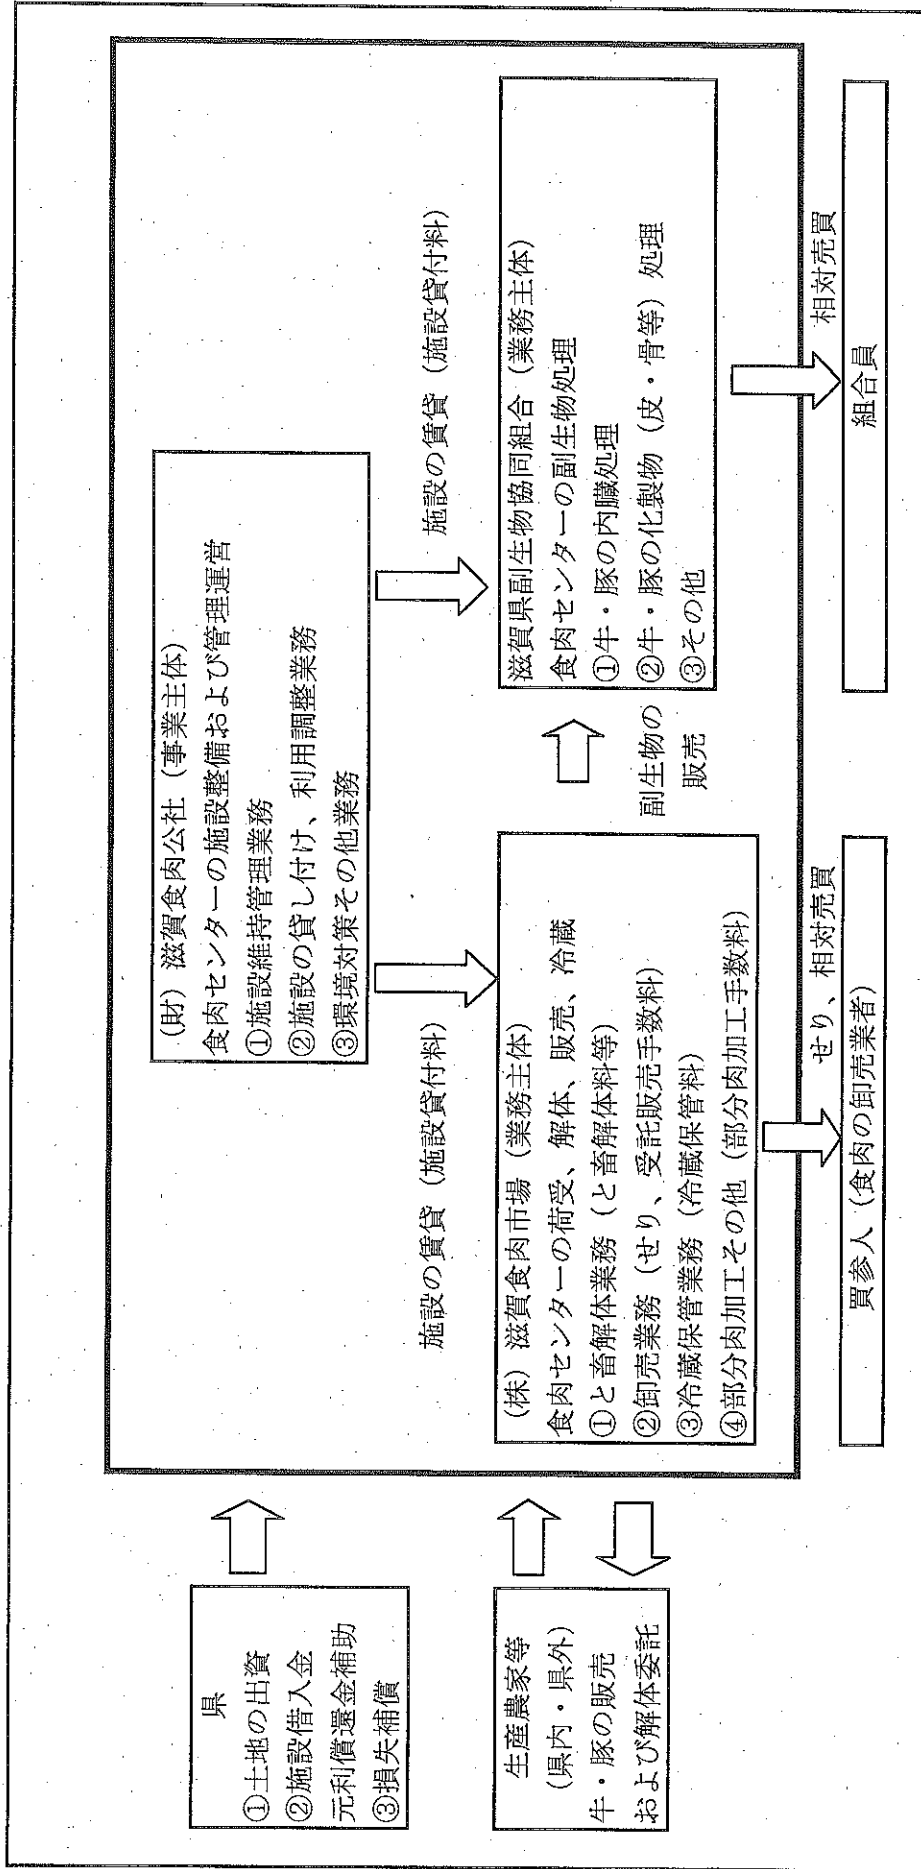 県
①土地の出資
②施設借入金
元利償還金補助
③損失補償
(財)滋賀食肉公社(事業主体)
食肉センターの施設整備および管理運営
①施設維持管理業務
②施設の貸し付け、利用調整業務
③環境対策その他業務
施設の賃貸(施設貸付料)
施設の賃貸(施設貸付料)
生産農家等
(県内・県外)
牛・豚の販売
および解体委託
(株)滋賀食肉市場(業務主体)
食肉センターの荷受、解体、販売、冷蔵
①と畜解体業務(と畜解体料等)
②卸売業務(せり、受託販売手数料)
③冷蔵保管業務(冷蔵保管料)
④部分肉加工その他(部分肉加工手数料)
副生物の
販売
滋賀県副生物協同組合(業務主体)
食肉センターの副生物処理
①牛・豚の内臓処理
②牛・豚の化製物(皮・骨等)処理
③その他
せり、相対売買
相対売買
買参人(食肉の卸売業者)
組合員